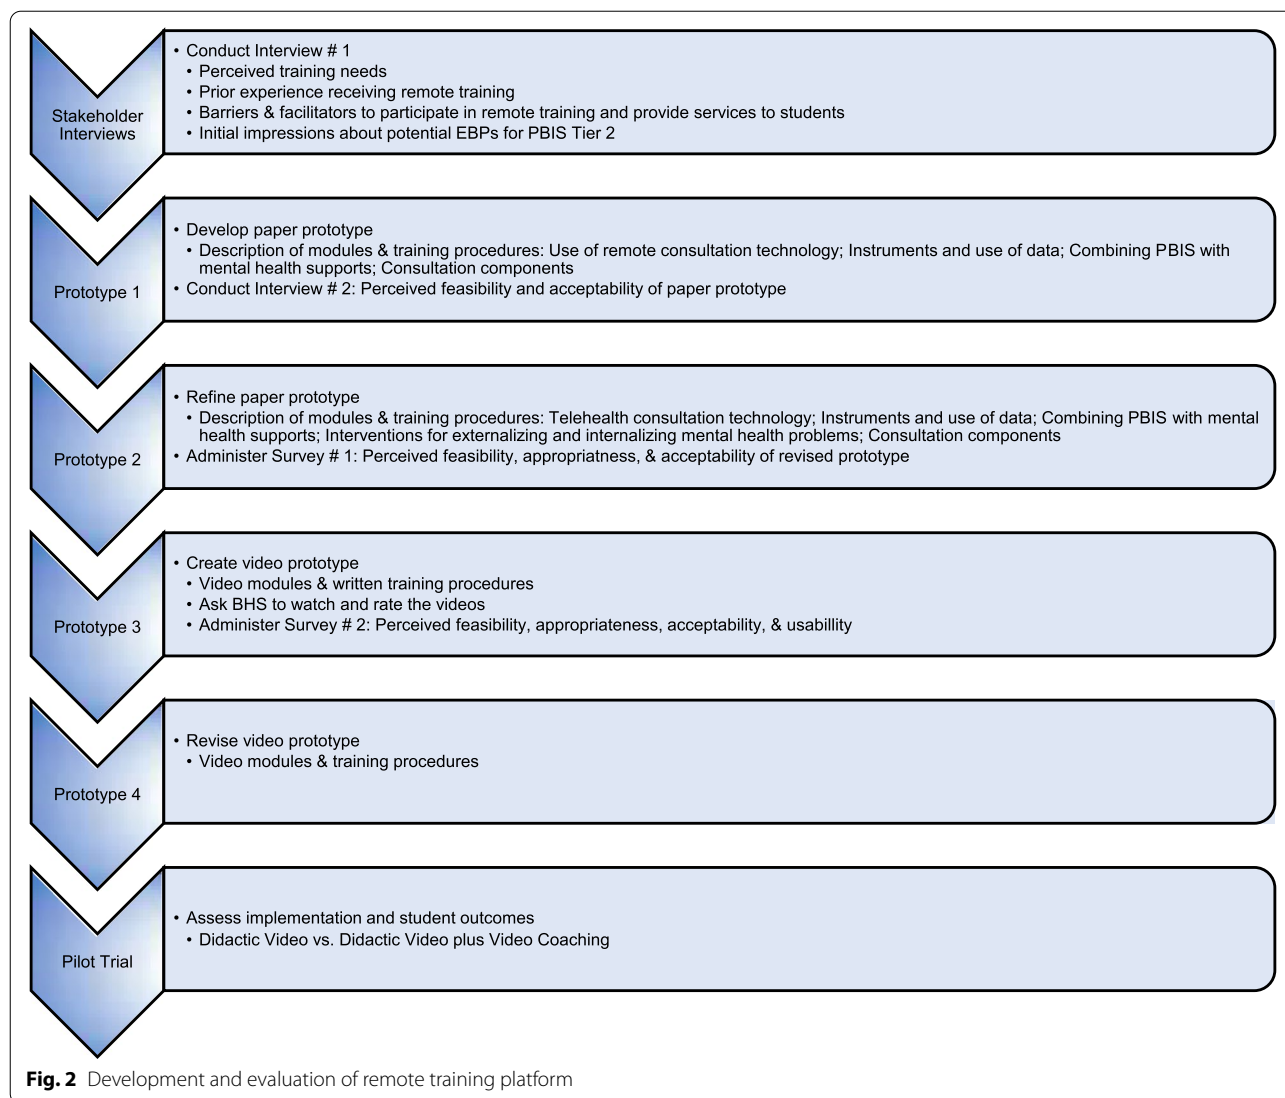 Stakeholder
Interviews
• Conduct Interview # 1
• Perceived training needs
• Prior experience receiving remote training
• Barriers & facilitators to participate in remote training and provide services to students
• Initial impressions about potential EBPs for PBIS Tier 2
Prototype 1
• Develop paper prototype
• Description of modules & training procedures: Use of remote consultation technology; Instruments and use of data; Combining PBIS with
mental health supports; Consultation components
• Conduct Interview # 2: Perceived feasibility and acceptability of paper prototype
Prototype 2
• Refine paper prototype
• Description of modules & training procedures: Telehealth consultation technology; Instruments and use of data; Combining PBIS with mental
health supports; Interventions for externalizing and internalizing mental health problems; Consultation components
• Administer Survey # 1: Perceived feasibility, appropriatness, & acceptability of revised prototype
Prototype 3
• Create video prototype
• Video modules & written training procedures
• Ask BHS to watch and rate the videos
• Administer Survey # 2: Perceived feasibility, appropriateness, acceptability, & usabillity
Prototype 4
• Revise video prototype
• Video modules & training procedures
Pilot Trial
• Assess implementation and student outcomes
• Didactic Video vs. Didactic Video plus Video Coaching
Fig. 2 Development and evaluation of remote training platform